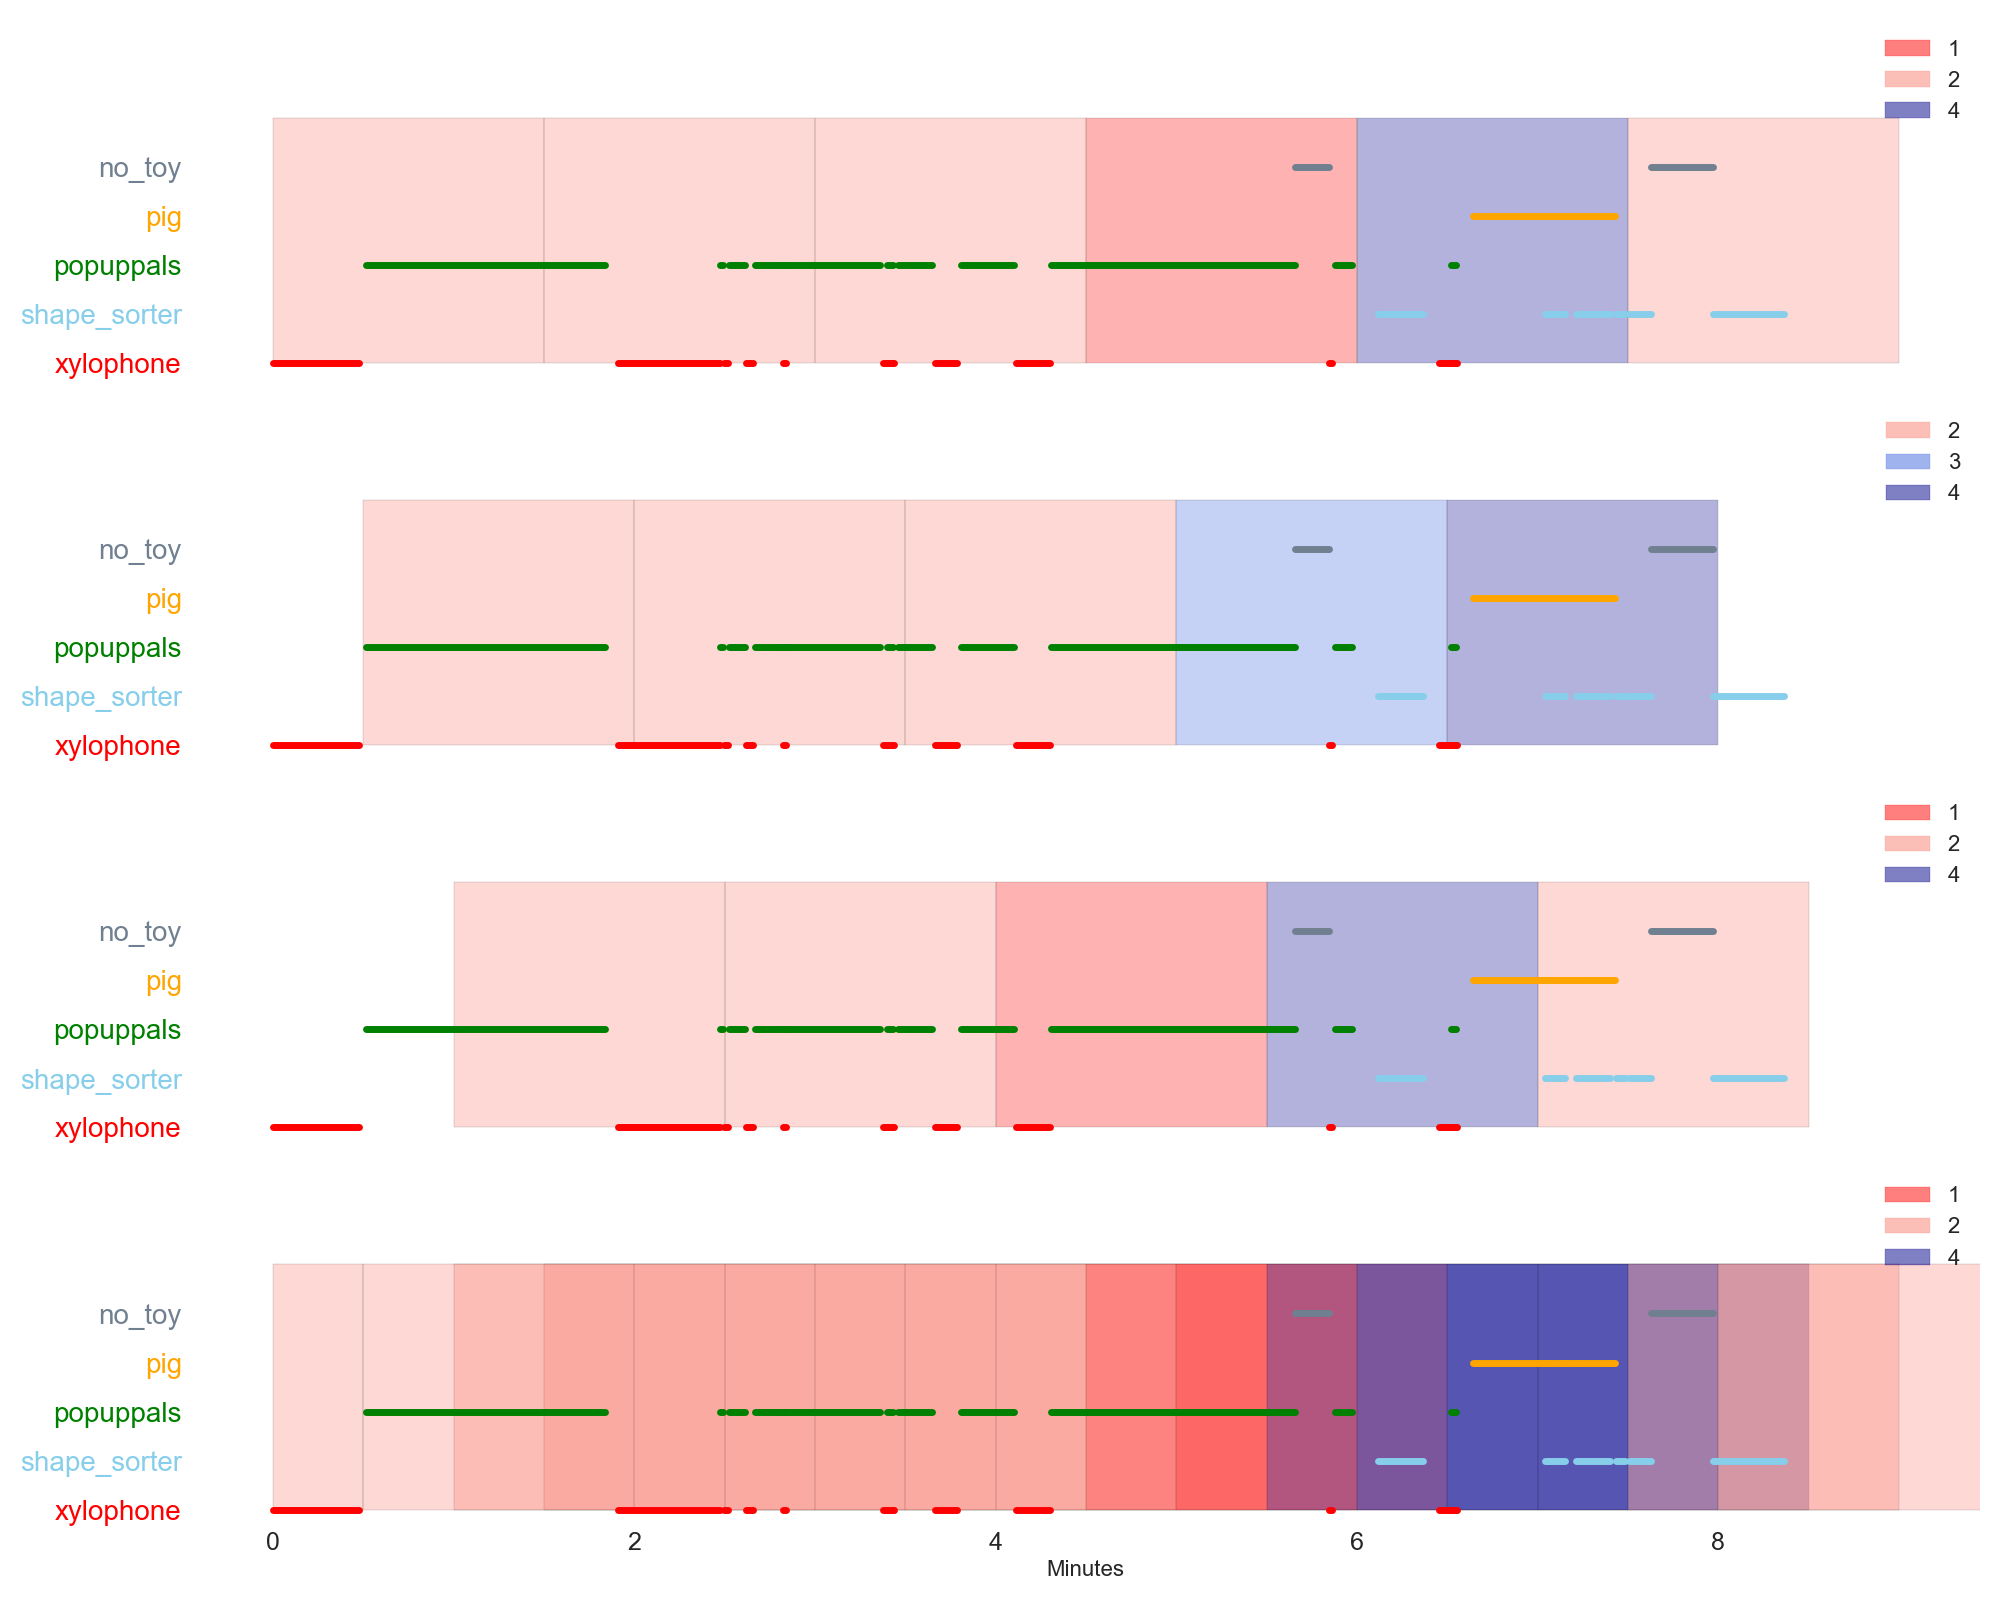 1
2
4
no_toy
pig
popuppals
shape_sorter
xylophone
2
3
4
no_toy
pig
popuppals
shape_sorter
xylophone
1
2
4
no_toy
pig
popuppals
shape_sorter
xylophone
1
2
4
no_toy
pig
popuppals
shape_sorter
xylophone
0 2 4 6 8
Minutes